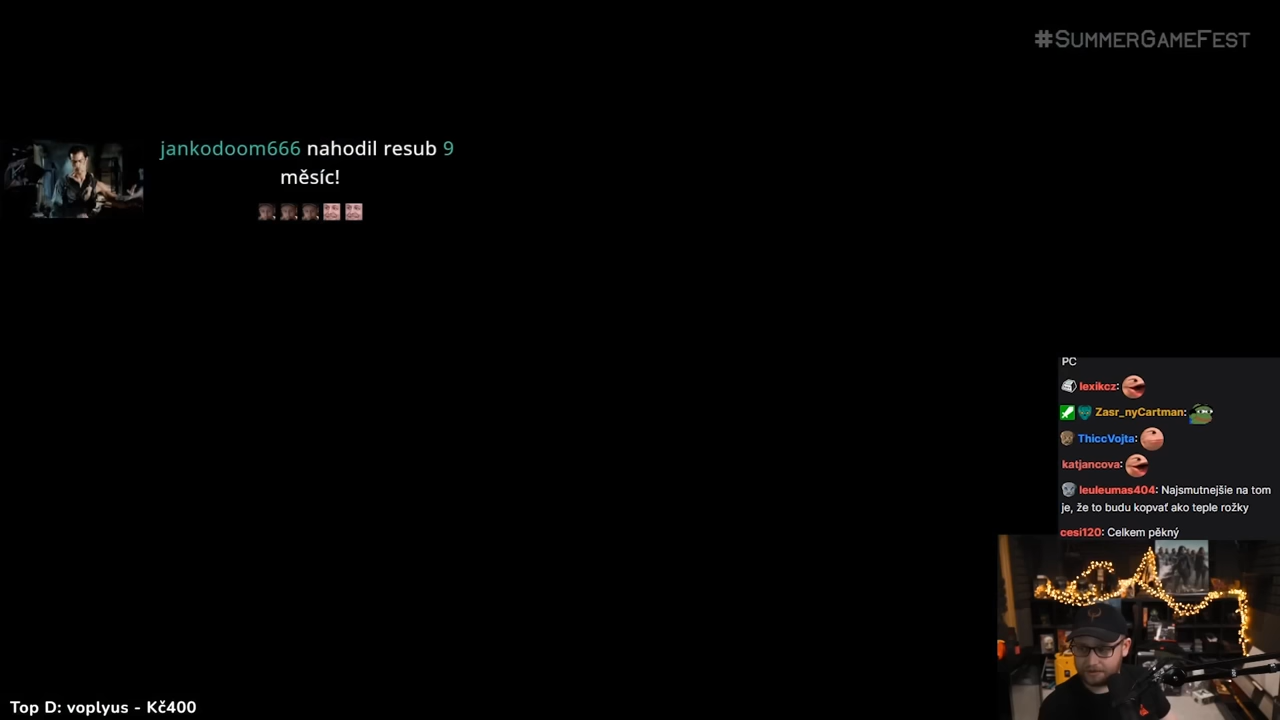 #SUMMERGAMEFEST
jankodoom666 nahodil resub 9
měsíc!
PC
lexikcz:
Zasr_nyCartman:
ThiccVojta:
katjancova:
leuleumas404: Najsmutnejšie na tom
je, že to budu kopvať ako teple rožky
cesi120: Celkem pěkný
Top D: voplyus - Kč400